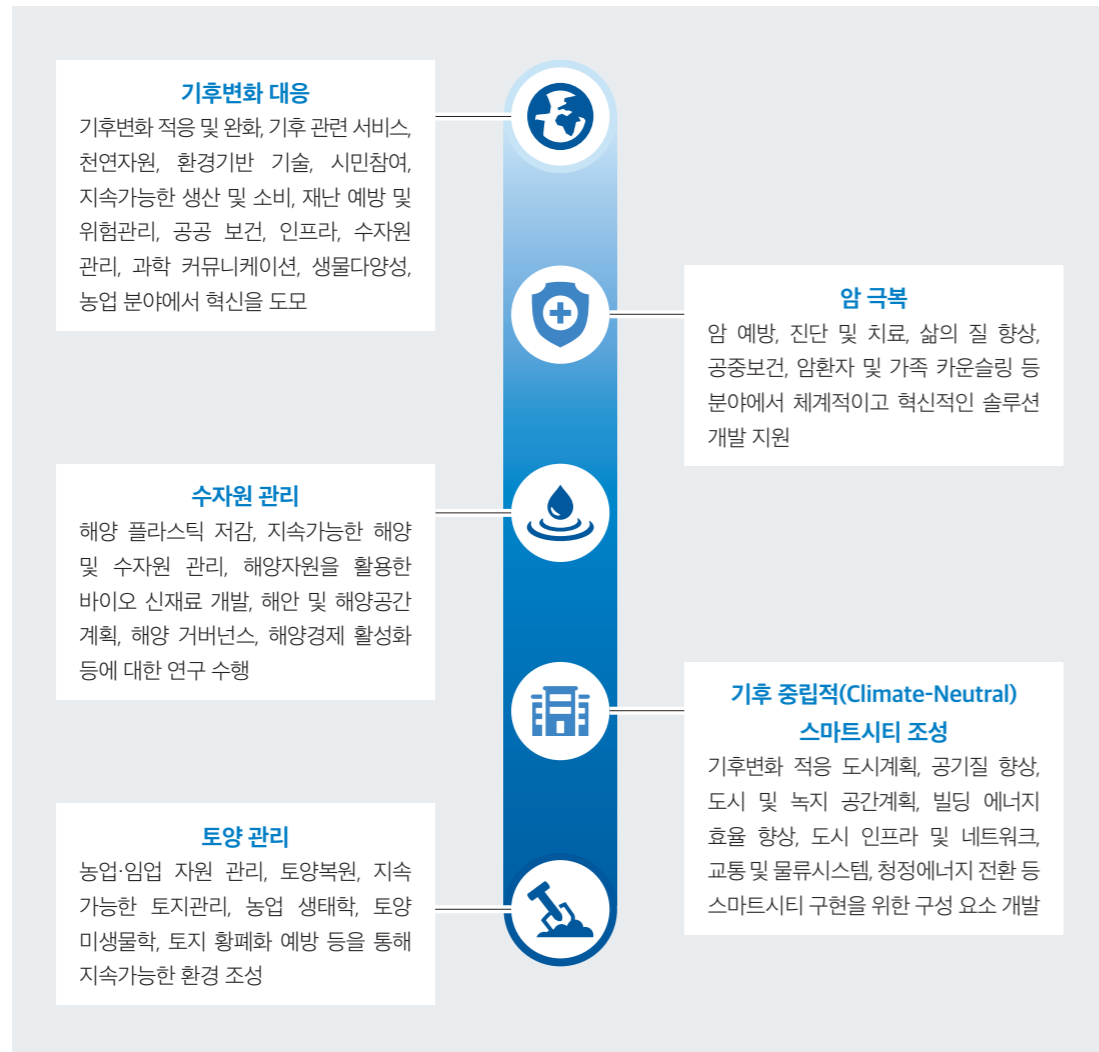 기후변화 대응
기후변화 적응 및 완화, 기후 관련 서비스,
천연자원, 환경기반 기술, 시민참여,
지속가능한 생산 및 소비, 재난 예방 및
위험관리, 공공 보건, 인프라, 수자원
관리, 과학 커뮤니케이션, 생물다양성,
농업 분야에서 혁신을 도모
암 극복
암 예방, 진단 및 치료, 삶의 질 향상,
공중보건, 암환자 및 가족 카운슬링 등
분야에서 체계적이고 혁신적인 솔루션
개발 지원
수자원 관리
해양 플라스틱 저감, 지속가능한 해양
및 수자원 관리, 해양자원을 활용한
바이오 신재료 개발, 해안 및 해양공간
계획, 해양 거버넌스, 해양경제 활성화
등에 대한 연구 수행
기후 중립적(Climate-Neutral)
스마트시티 조성
기후변화 적응 도시계획, 공기질 향상,
도시 및 녹지 공간계획, 빌딩 에너지
효율 향상, 도시 인프라 및 네트워크,
교통 및 물류시스템, 청정에너지 전환 등
스마트시티 구현을 위한 구성 요소 개발
토양 관리
농업·임업 자원 관리, 토양복원, 지속
가능한 토지관리, 농업 생태학, 토양
미생물학, 토지 황폐화 예방 등을 통해
지속가능한 환경 조성